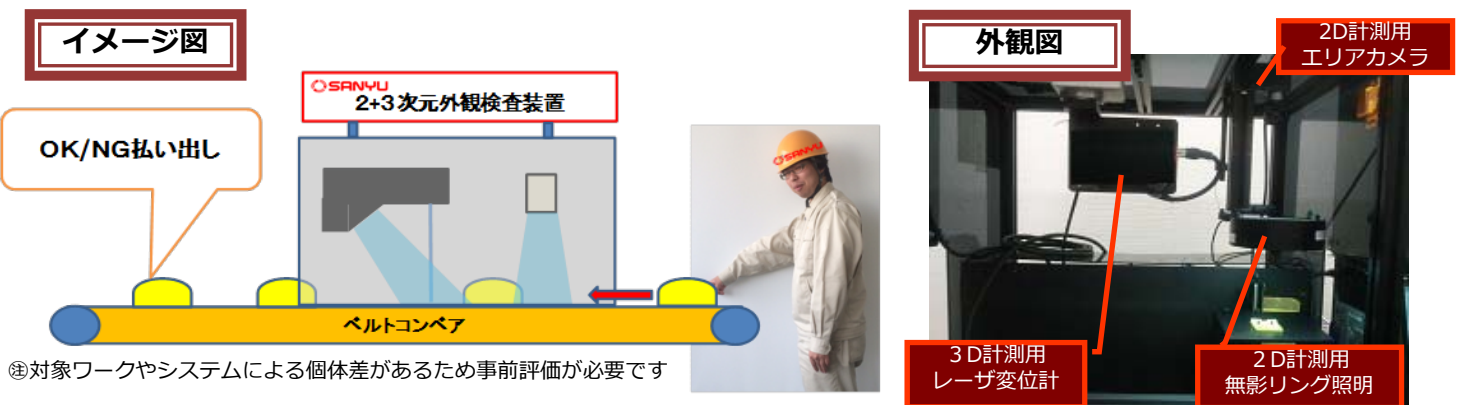 イメージ図
SANYU
2+3次元外観検査装置
OK/NG払い出し
SANYU
ベルトコンベア
㊟対象ワークやシステムによる個体差があるため事前評価が必要です
外観図
2D計測用
エリアカメラ
３D計測用
レーザ変位計
２D計測用
無影リング照明